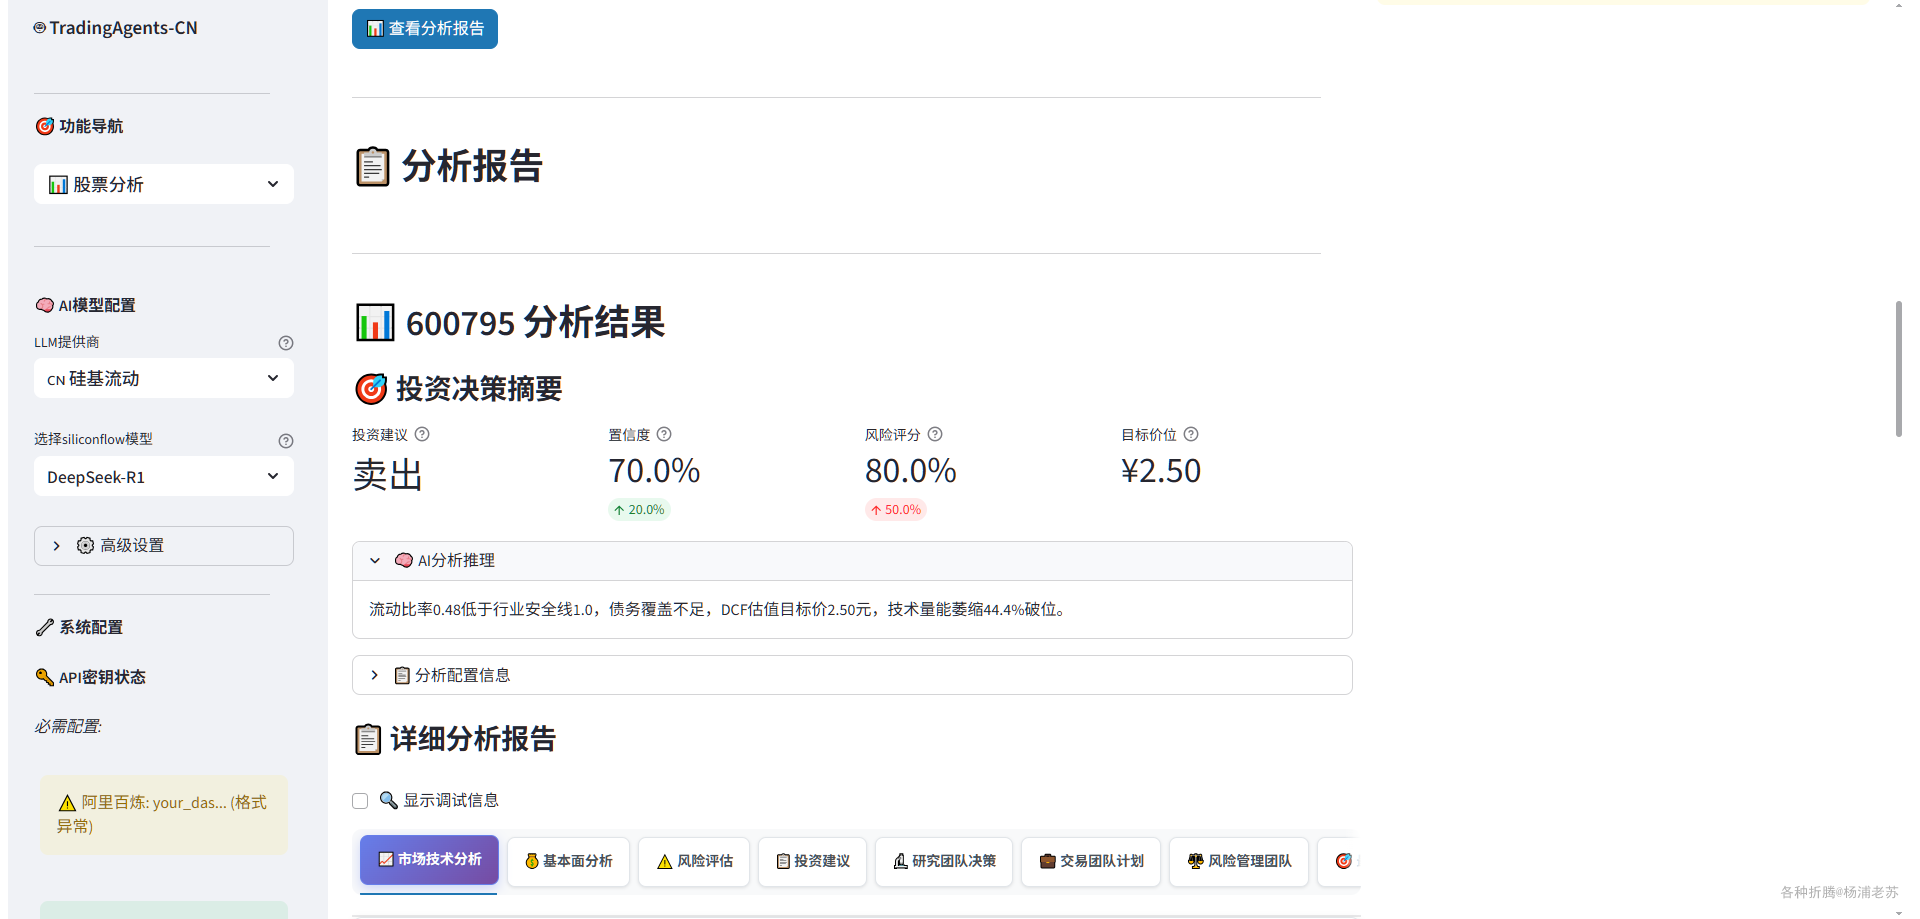 TradingAgents-CN
功能导航
股票分析
AI模型配置
LLM提供商
CN 硅基流动
选择siliconflow模型
DeepSeek-R1
高级设置
系统配置
API密钥状态
必需配置:
阿里百炼: your_das... (格式
异常)
查看分析报告
分析报告
600795 分析结果
投资决策摘要
投资建议
卖出
置信度
70.0%
↑ 20.0%
风险评分
80.0%
↑ 50.0%
目标价位
¥2.50
AI分析推理
流动比率0.48低于行业安全线1.0，债务覆盖不足，DCF估值目标价2.50元，技术量能萎缩44.4%破位。
分析配置信息
详细分析报告
显示调试信息
市场技术分析
基本面分析
风险评估
投资建议
研究团队决策
交易团队计划
风险管理团队
各种折腾@杨浦老苏